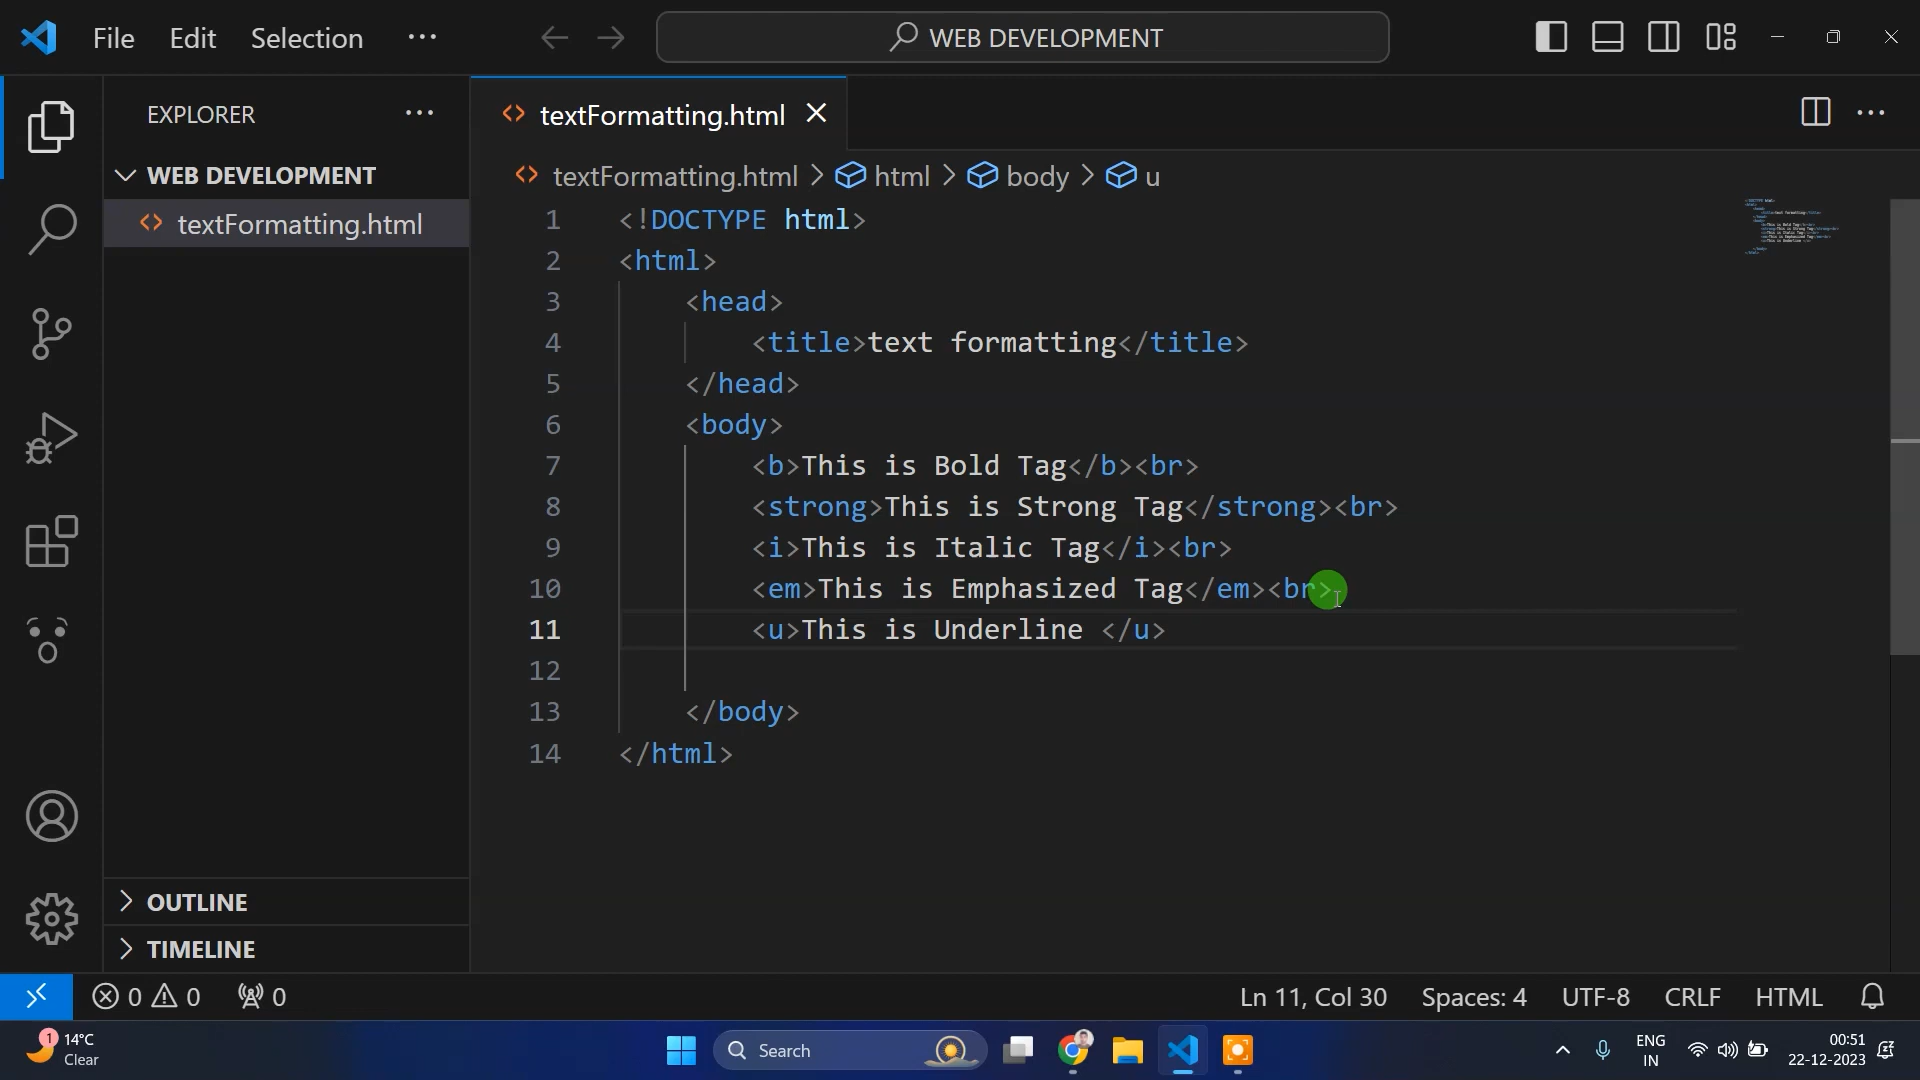 File Edit Selection ··· WEB DEVELOPMENT
EXPLORER ···
textFormatting.html
WEB DEVELOPMENT
textFormatting.html
textFormatting.html > html > body > u
1 <!DOCTYPE html>
2 <html>
3 <head>
4 <title>text formatting</title>
5 </head>
6 <body>
7 <b>This is Bold Tag</b><br>
8 <strong>This is Strong Tag</strong><br>
9 <i>This is Italic Tag</i><br>
10 <em>This is Emphasized Tag</em><br>
11 <u>This is Underline </u>
12
13 </body>
14 </html>
OUTLINE
TIMELINE
0 0 0 Ln 11, Col 30 Spaces: 4 UTF-8 CRLF HTML
1 14°C
Clear
Search
ENG
IN
00:51
22-12-2023